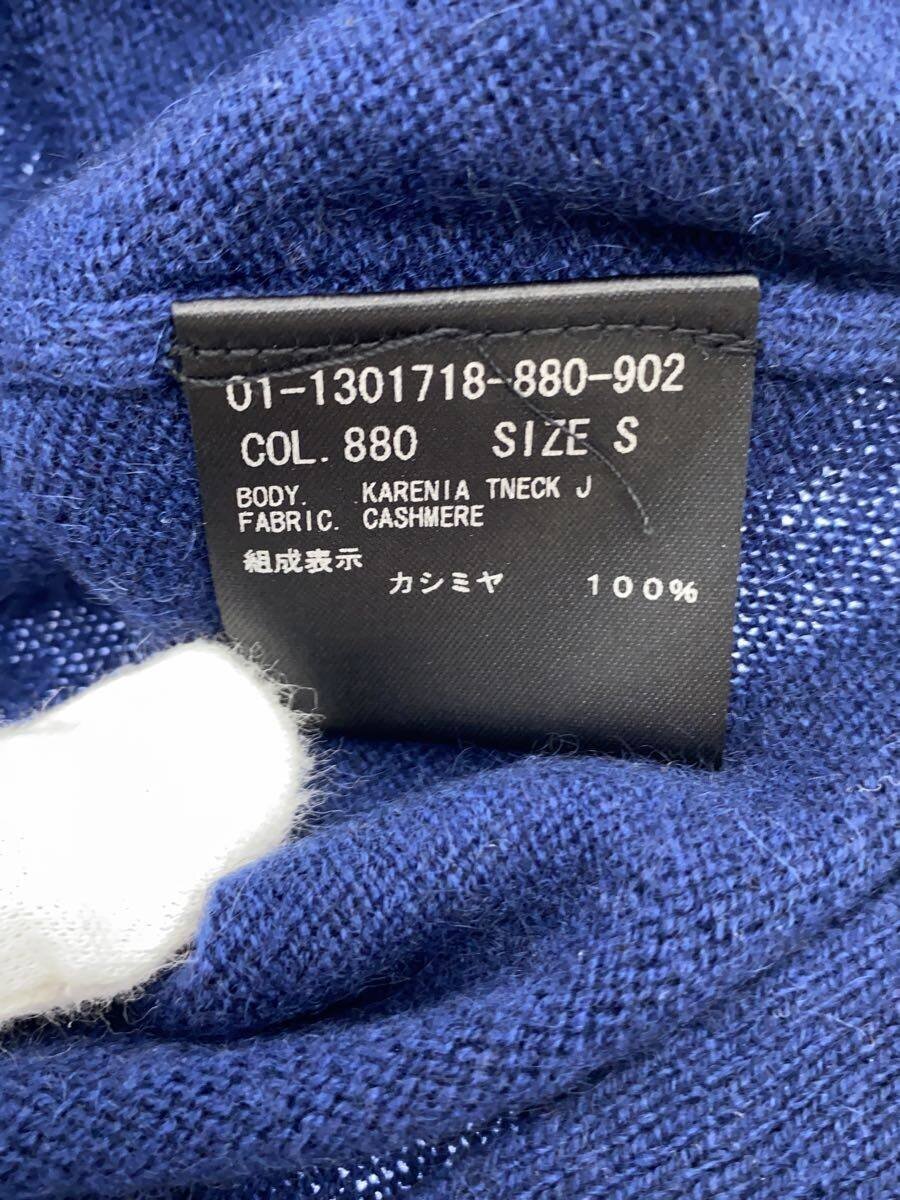 01-1301718-880-902
COL. 880 SIZE S
BODY. KARENIA TNECK J
FABRIC. CASHMERE
組成表示
カシミヤ 100%